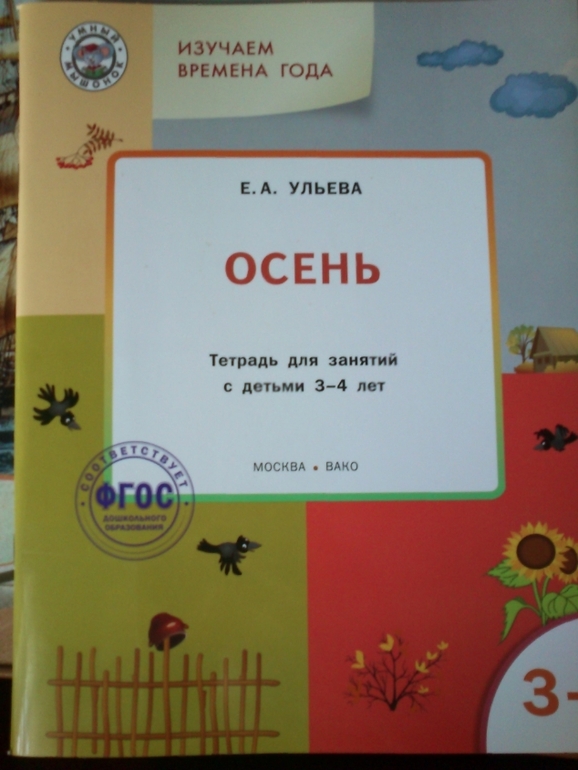 УМНЫЙ
МЫШОНОК
ИЗУЧАЕМ
ВРЕМЕНА ГОДА
Е. А. УЛЬЕВА
ОСЕНЬ
Тетрадь для занятий
с детьми 3–4 лет
МОСКВА • ВАКО
СООТВЕТСТВУЕТ
ФГОС
ДОШКОЛЬНОГО
ОБРАЗОВАНИЯ
3-